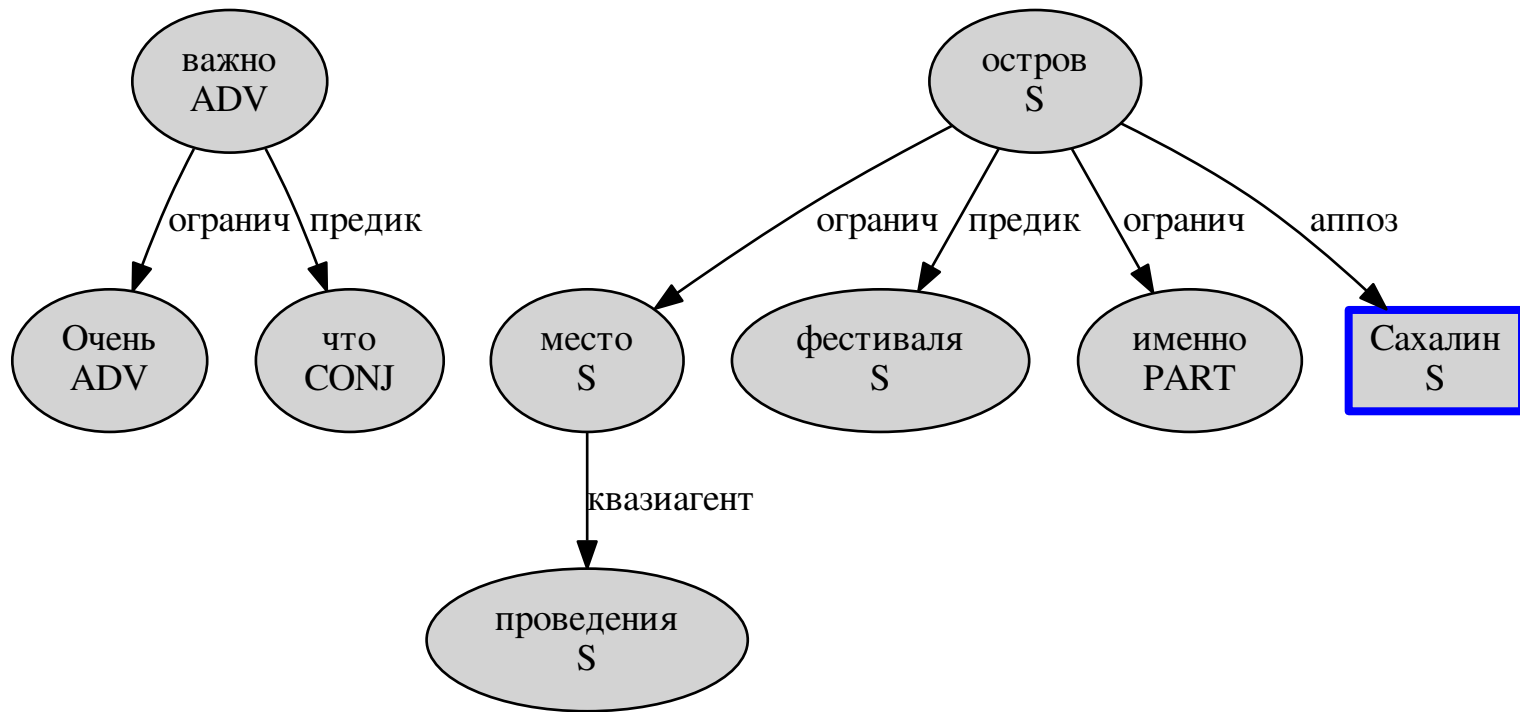 важно
ADV
остров
S
огранич
предик
огранич
предик
огранич
аппоз
Очень
ADV
что
CONJ
место
S
фестиваля
S
именно
PART
Сахалин
S
квазиагент
проведения
S